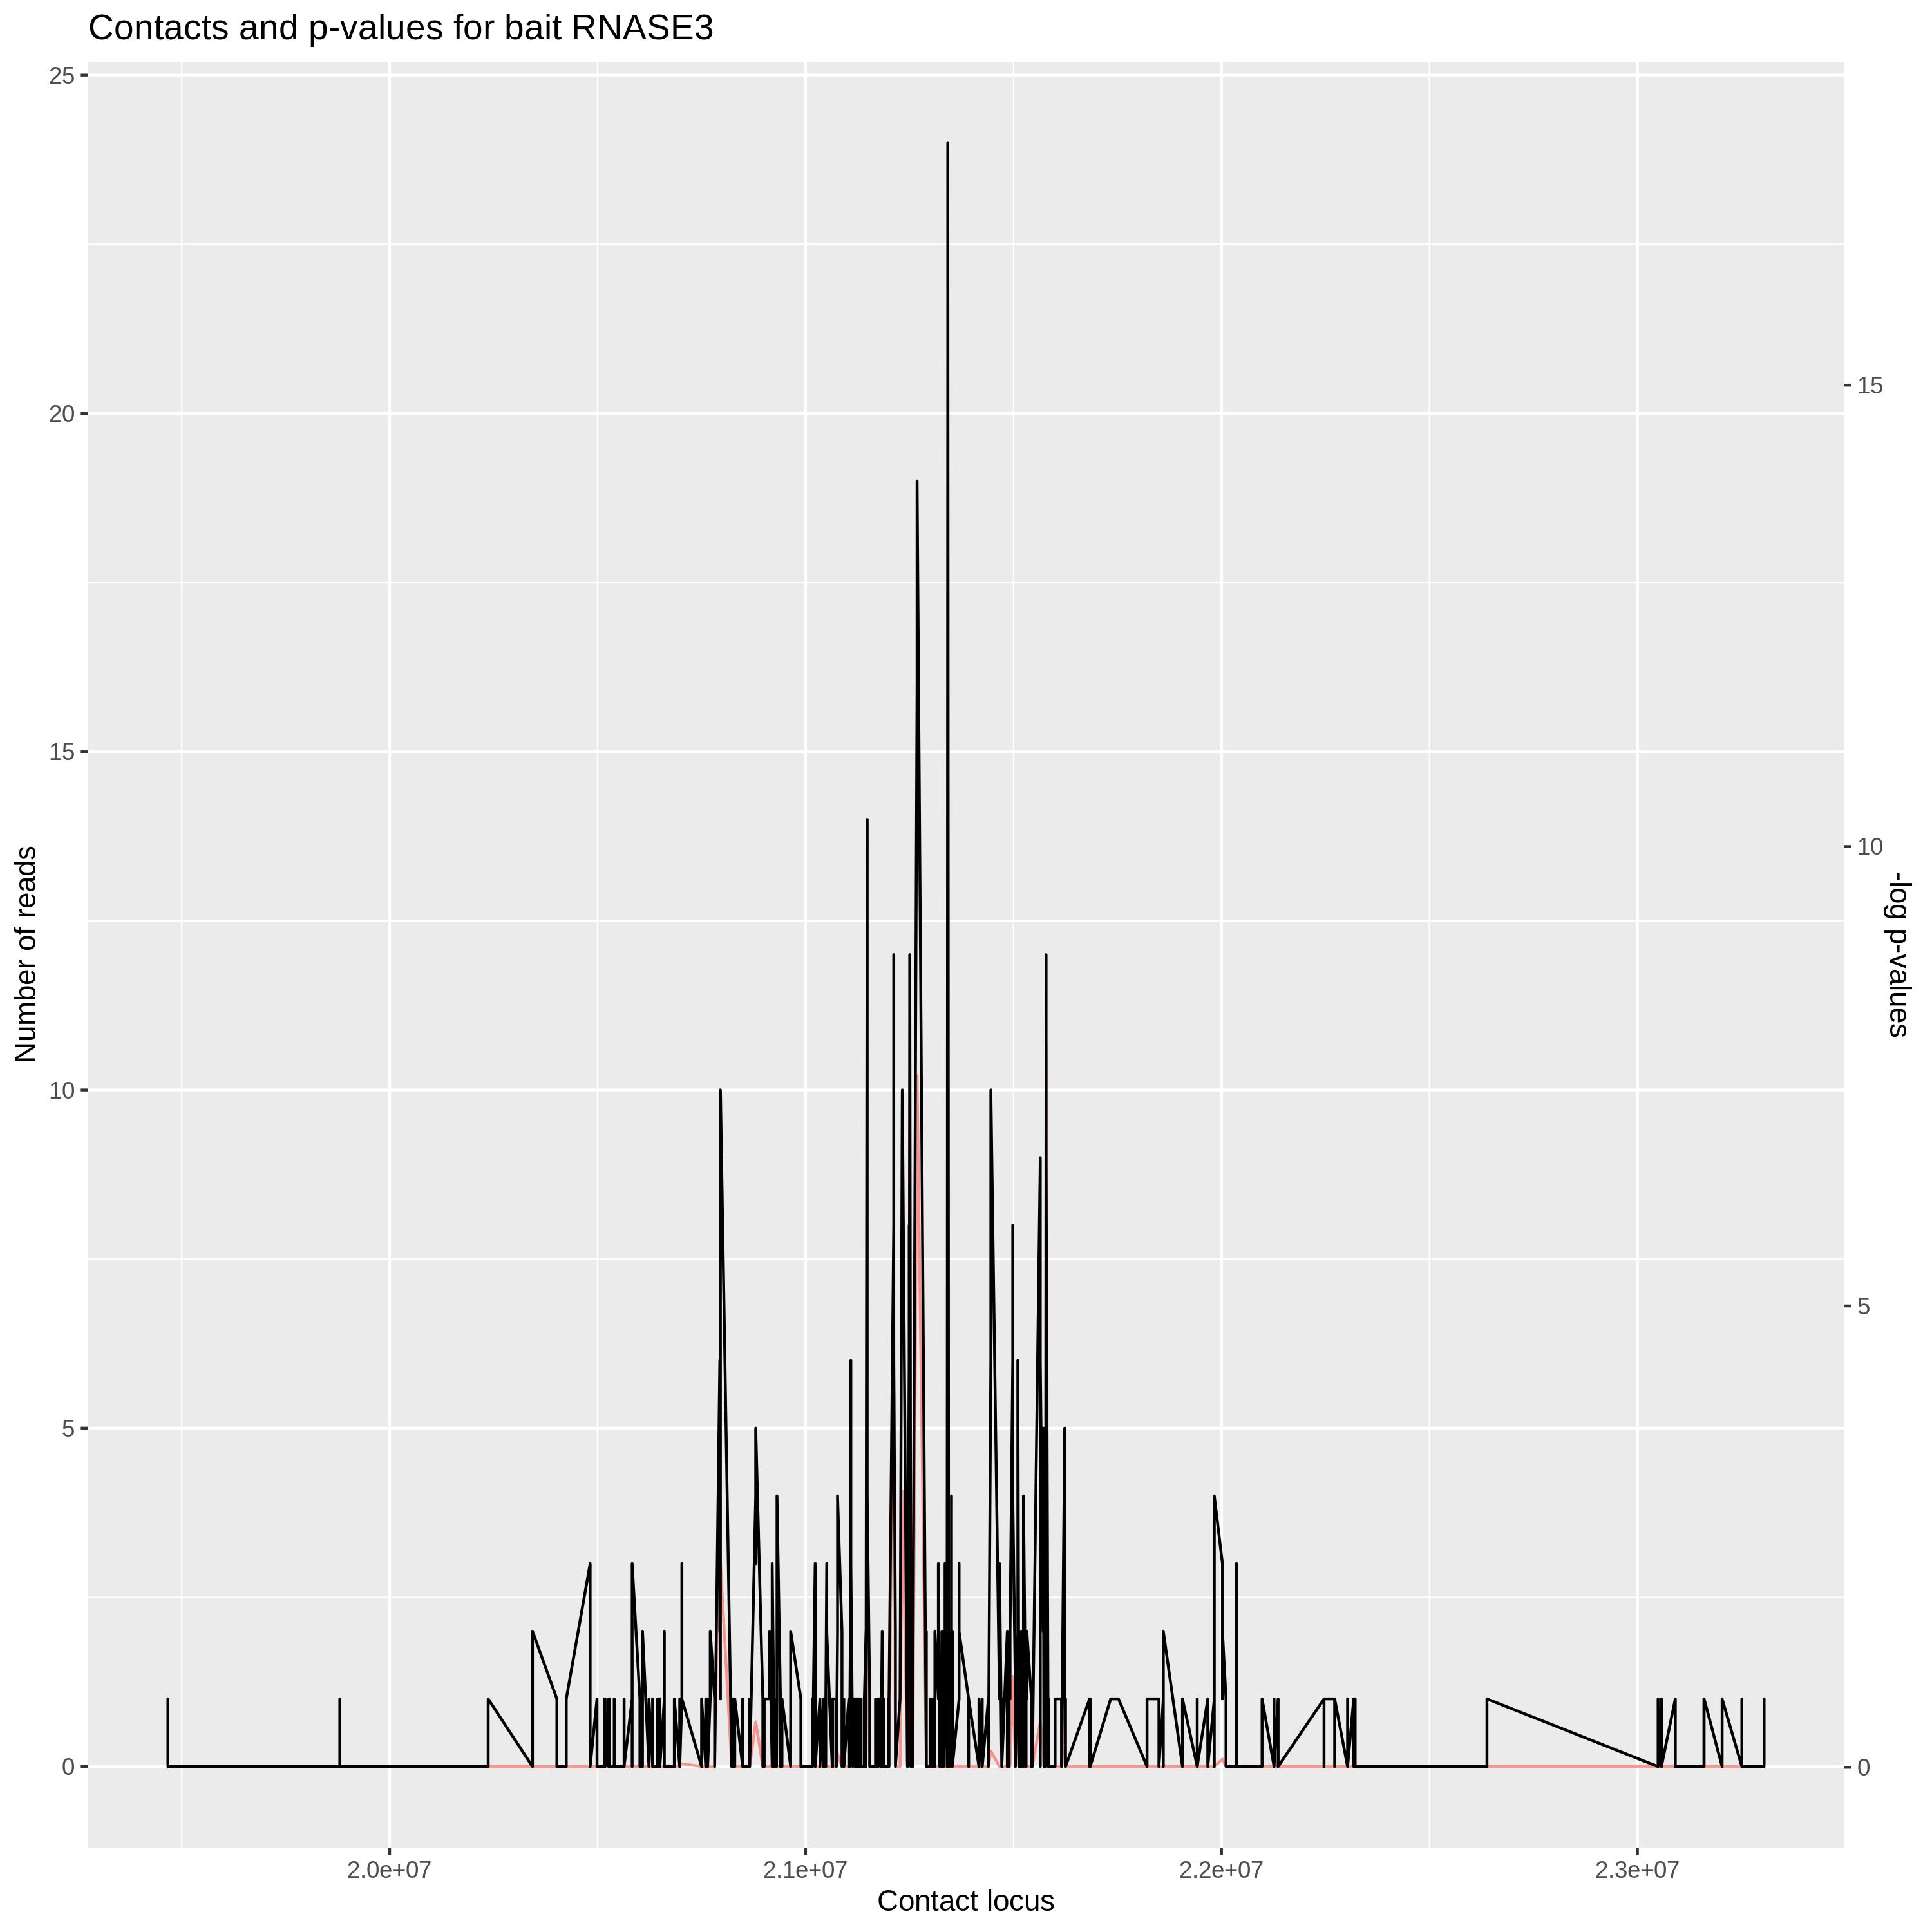 Contacts and p-values for bait RNASE3
25
20
15
10
5
0
Number of reads
15
10
5
0
-log p-values
2.0e+07
2.1e+07
2.2e+07
2.3e+07
Contact locus